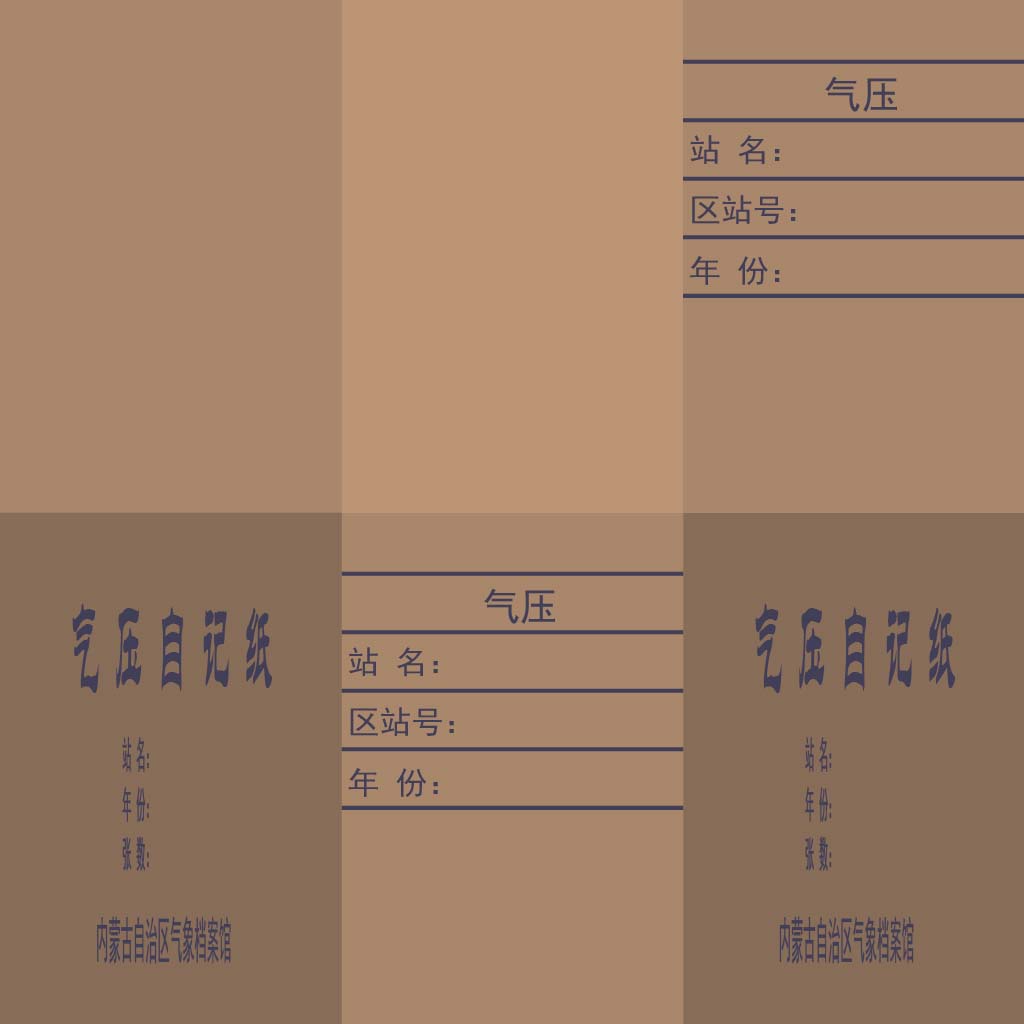 气压
站 名：
区站号：
年 份：
气压自记纸
站 名：
年 份：
张 数：
内蒙古自治区气象档案馆
气压
站 名：
区站号：
年 份：
气压自记纸
站 名：
年 份：
张 数：
内蒙古自治区气象档案馆